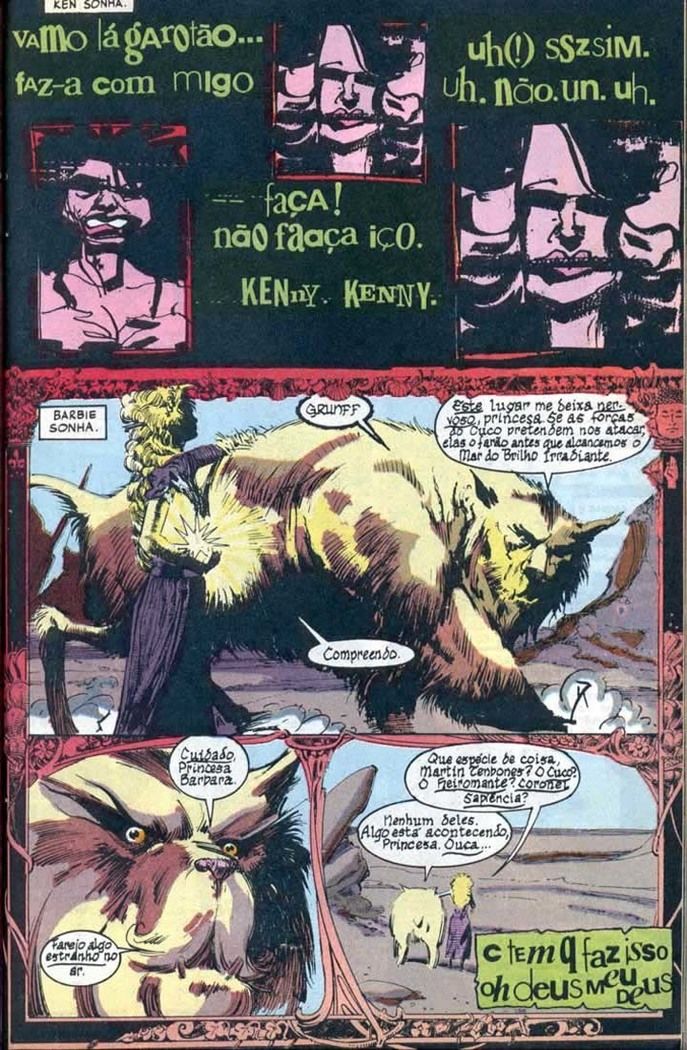 KEN SONHA.
VAMO lá gAROtãO...
fAZ-a com migo
uh(!) SSZSIM.
uh. não.un. uh.
-- façA!
não faaça içO.
KENnY. KENNY.
BARBIE
SONHA.
GRUNFF
Este lugar me deixa ner-
voso, princesa. Se as forças
do Cuco pretendem nos atacar,
elas o farão antes que alcancemos o
Mar do Brilho Irradiante.
Compreendo.
Cuidado,
Princesa
Barbara.
Farejo algo
estranho no
ar.
Que espécie de coisa,
Martin Tenbones? O Cuco?
O Hieromante? Coronel
Sapiência?
Nenhum deles.
Algo está acontecendo,
Princesa. Ouça...
c tem q faz isso
oh deus MeU DeUS